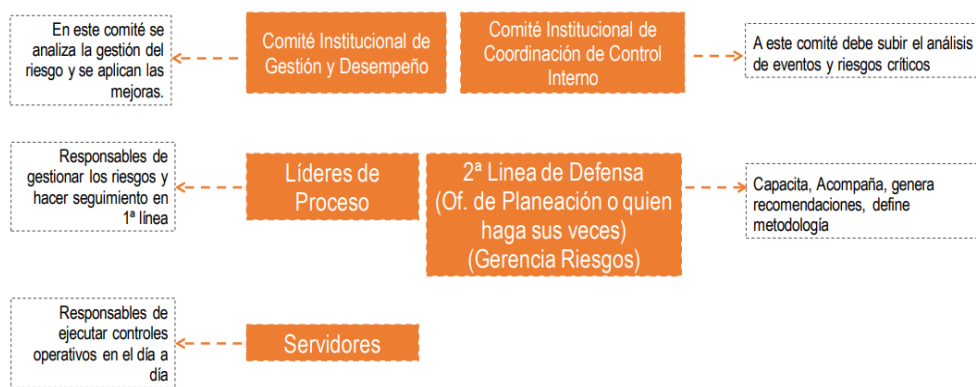 En este comité se
analiza la gestión del
riesgo y se aplican las
mejoras.
Comité Institucional de
Gestión y Desempeño
Comité Institucional de
Coordinación de Control
Interno
A este comité debe subir el análisis
de eventos y riesgos críticos
Responsables de
gestionar los riesgos y
hacer seguimiento en
1ª línea
Líderes de
Proceso
2ª Linea de Defensa
(Of. de Planeación o quien
haga sus veces)
(Gerencia Riesgos)
Capacita, Acompaña, genera
recomendaciones, define
metodología
Responsables de
ejecutar controles
operativos en el día a
día
Servidores